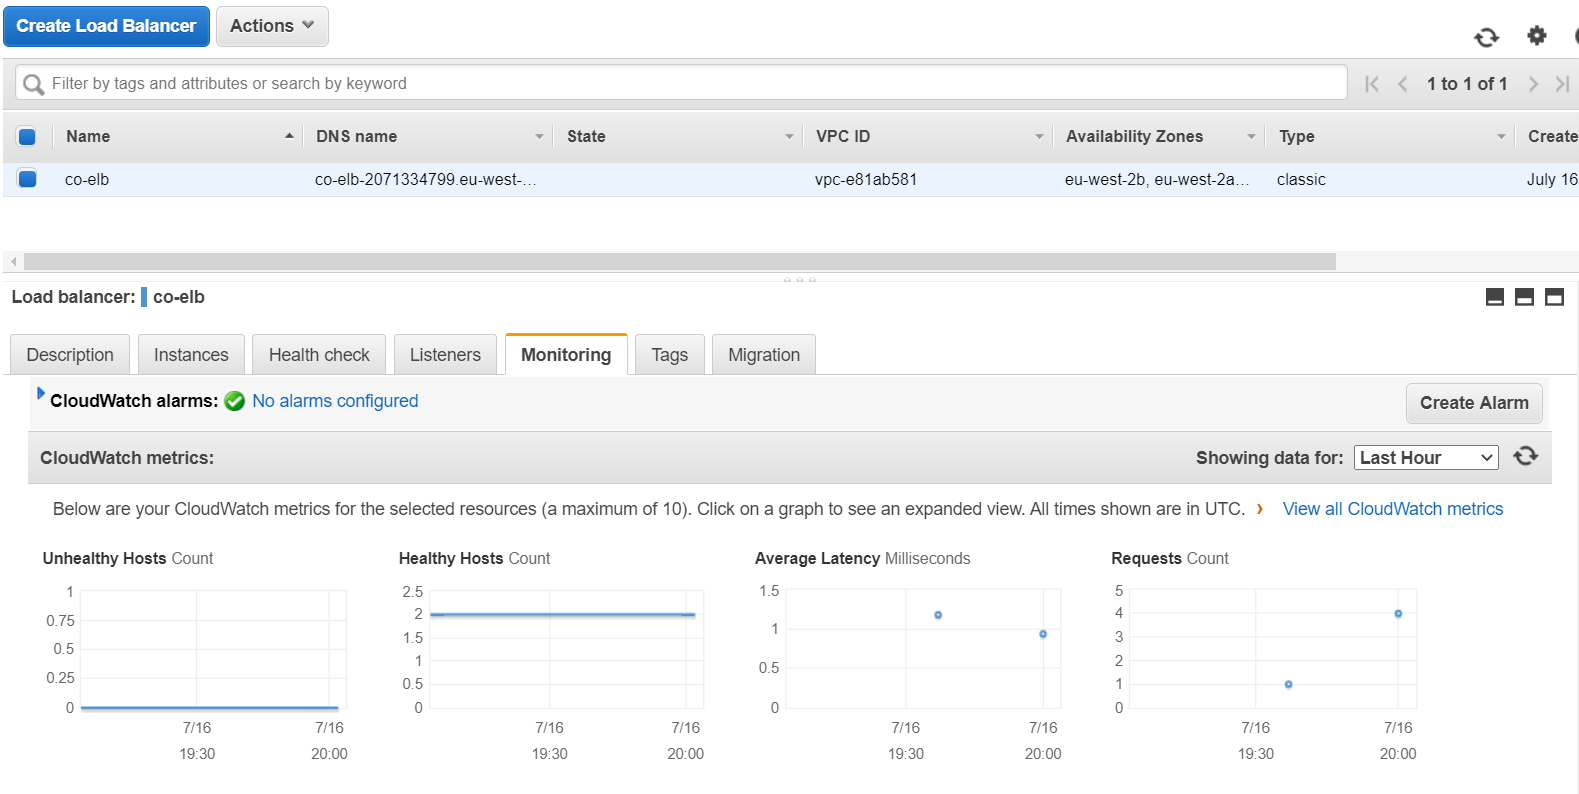 Create Load Balancer Actions
Filter by tags and attributes or search by keyword 1 to 1 of 1
Name DNS name State VPC ID Availability Zones Type Create
co-elb co-elb-2071334799.eu-west-... vpc-e81ab581 eu-west-2b, eu-west-2a... classic July 16
Load balancer: co-elb
Description Instances Health check Listeners Monitoring Tags Migration
CloudWatch alarms: No alarms configured Create Alarm
CloudWatch metrics: Showing data for: Last Hour
Below are your CloudWatch metrics for the selected resources (a maximum of 10). Click on a graph to see an expanded view. All times shown are in UTC. › View all CloudWatch metrics
Unhealthy Hosts Count
1
0.75
0.5
0.25
0
7/16 7/16
19:30 20:00
Healthy Hosts Count
2.5
2
1.5
1
0.5
0
7/16 7/16
19:30 20:00
Average Latency Milliseconds
1.5
1
0.5
0
7/16 7/16
19:30 20:00
Requests Count
5
4
3
2
1
0
7/16 7/16
19:30 20:00